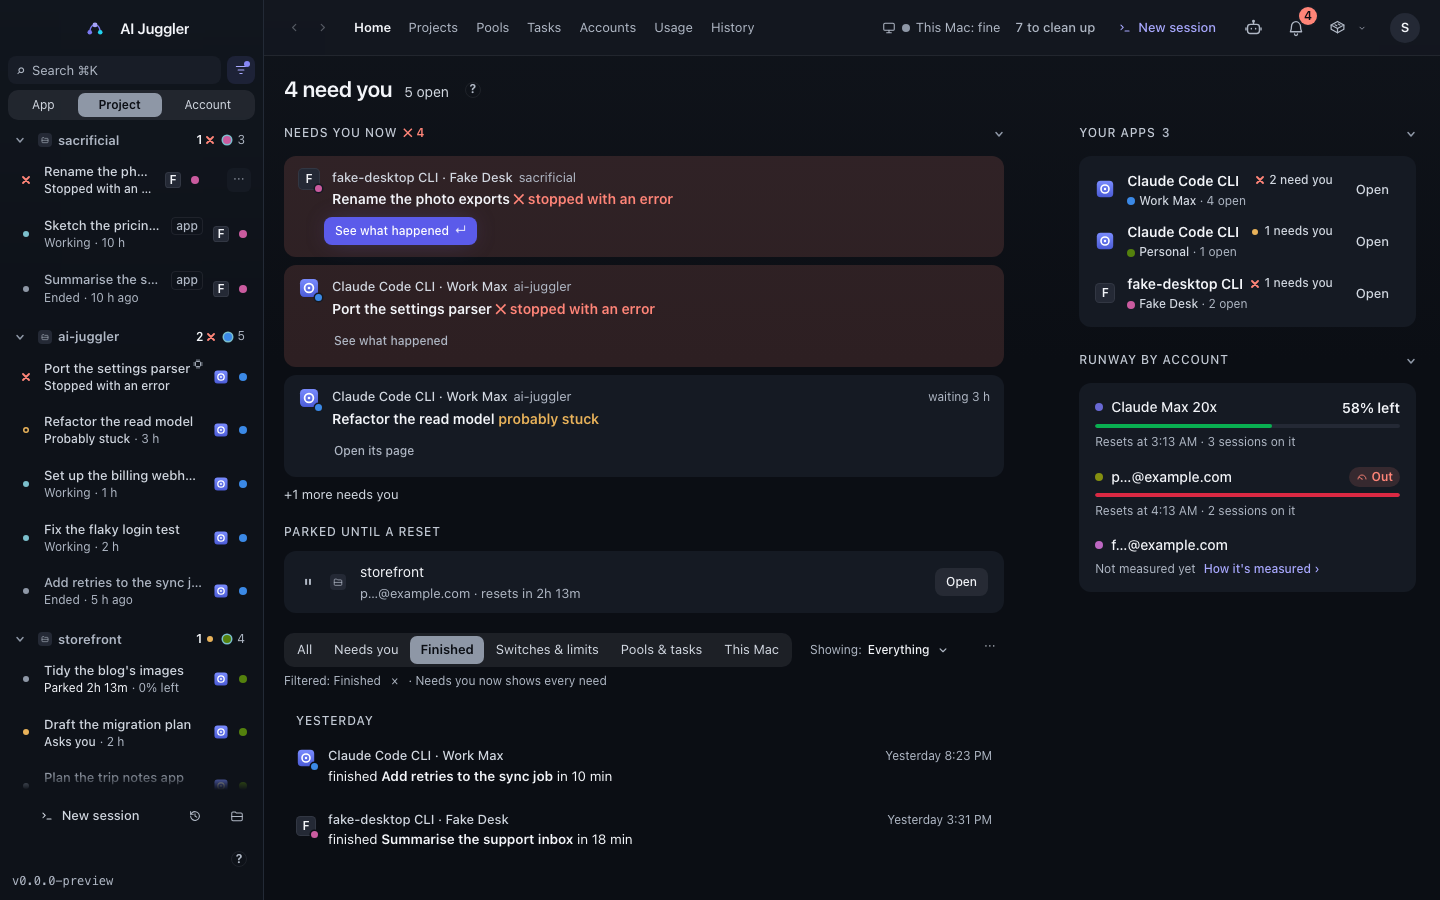 AI Juggler
Search ⌘K
App Project Account
sacrificial 1 3
Rename the ph... F
Stopped with an ...
Sketch the pricin... app F
Working · 10 h
Summarise the s... app F
Ended · 10 h ago
ai-juggler 2 5
Port the settings parser
Stopped with an error
Refactor the read model
Probably stuck · 3 h
Set up the billing webh...
Working · 1 h
Fix the flaky login test
Working · 2 h
Add retries to the sync j...
Ended · 5 h ago
storefront 1 4
Tidy the blog's images
Parked 2h 13m · 0% left
Draft the migration plan
Asks you · 2 h
Plan the trip notes app
New session
?
v0.0.0-preview
Home Projects Pools Tasks Accounts Usage History
This Mac: fine 7 to clean up New session 4 S
4 need you 5 open ?
NEEDS YOU NOW 4
F fake-desktop CLI · Fake Desk sacrificial
Rename the photo exports stopped with an error
See what happened ↵
Claude Code CLI · Work Max ai-juggler
Port the settings parser stopped with an error
See what happened
Claude Code CLI · Work Max ai-juggler waiting 3 h
Refactor the read model probably stuck
Open its page
+1 more needs you
PARKED UNTIL A RESET
storefront
p...@example.com · resets in 2h 13m
Open
All Needs you Finished Switches & limits Pools & tasks This Mac Showing: Everything ...
Filtered: Finished × · Needs you now shows every need
YESTERDAY
Claude Code CLI · Work Max Yesterday 8:23 PM
finished Add retries to the sync job in 10 min
F fake-desktop CLI · Fake Desk Yesterday 3:31 PM
finished Summarise the support inbox in 18 min
YOUR APPS 3
Claude Code CLI 2 need you Open
Work Max · 4 open
Claude Code CLI 1 needs you Open
Personal · 1 open
F fake-desktop CLI 1 needs you Open
Fake Desk · 2 open
RUNWAY BY ACCOUNT
Claude Max 20x 58% left
Resets at 3:13 AM · 3 sessions on it
p...@example.com Out
Resets at 4:13 AM · 2 sessions on it
f...@example.com
Not measured yet How it's measured ›